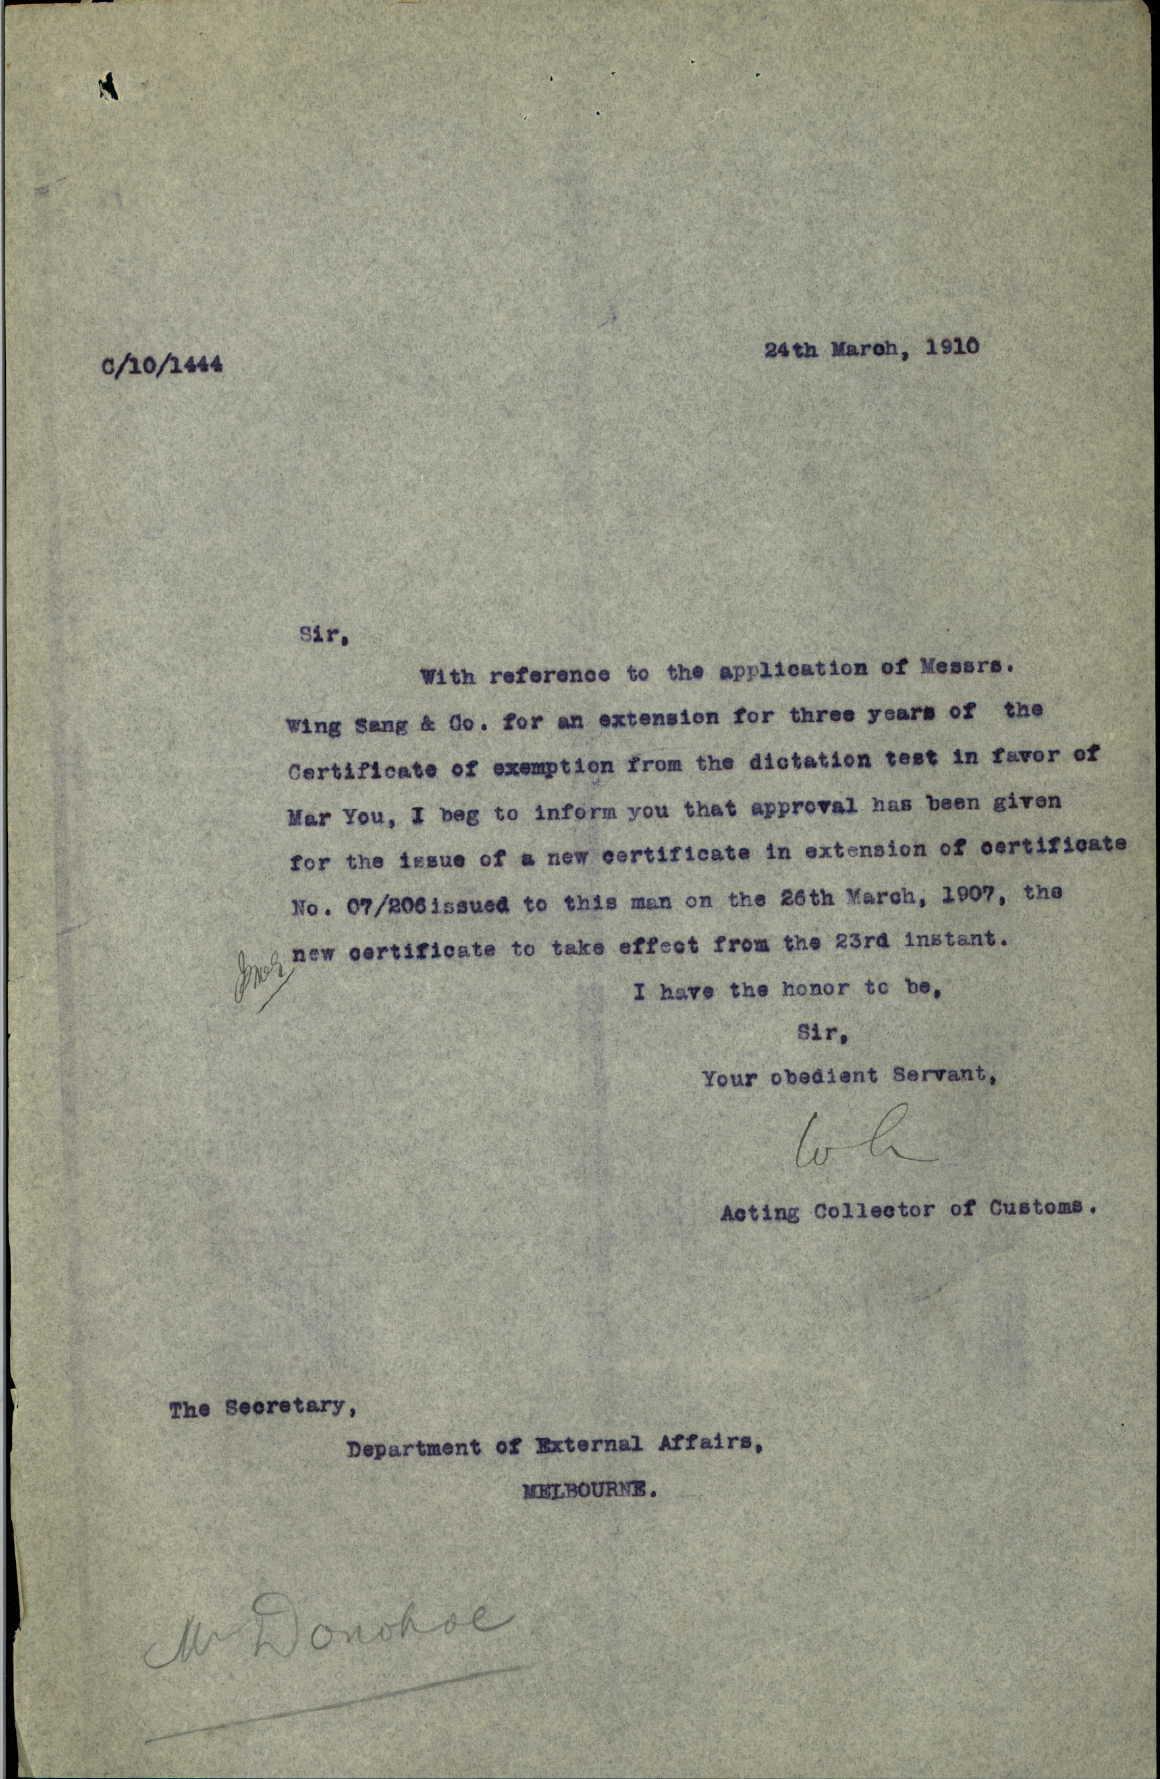 C/10/1444
24th March, 1910
Sir,
With reference to the application of Messrs.
Wing Sang & Co. for an extension for three years of the
Certificate of exemption from the dictation test in favor of
Mar You, I beg to inform you that approval has been given
for the issue of a new certificate in extension of certificate
No. 07/206issued to this man on the 26th March, 1907, the
new certificate to take effect from the 23rd instant.
I have the honor to be,
Sir,
Your obedient Servant,
Acting Collector of Customs.
The Secretary,
Department of External Affairs,
MELBOURNE.
Mr Donohoe